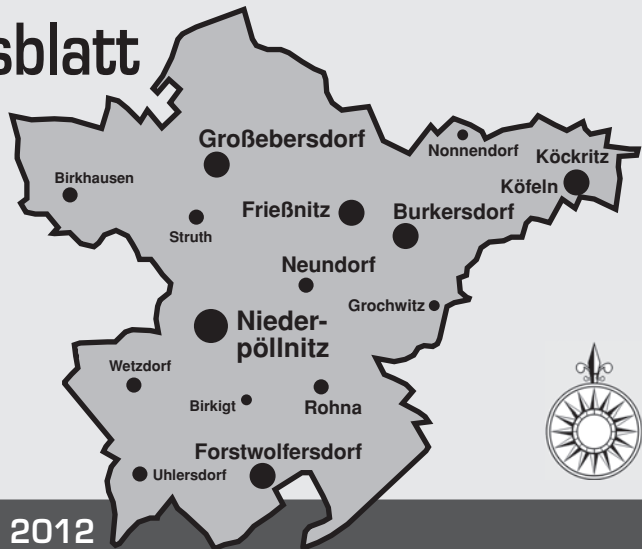 sblatt
Großebersdorf
Nonnendorf
Köckritz
Birkhausen
Köfeln
Frießnitz
Burkersdorf
Struth
Neundorf
Grochwitz
Nieder-
pöllnitz
Wetzdorf
Birkigt
Rohna
Forstwolfersdorf
Uhlersdorf
2012